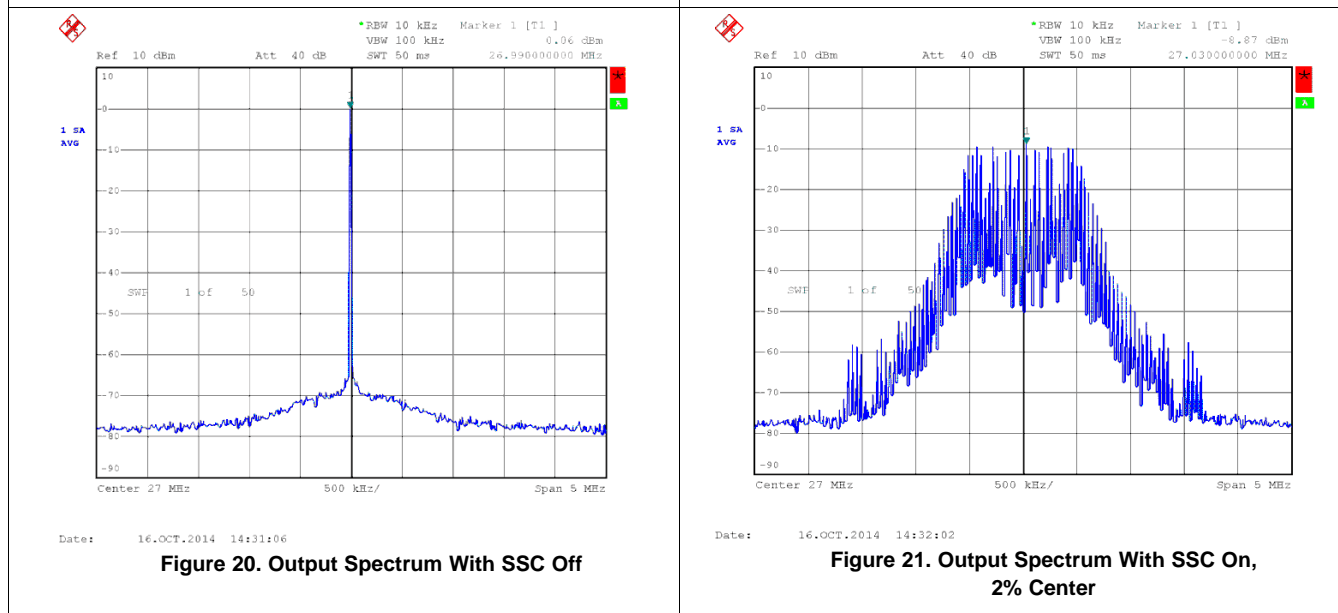 R S
* RBW 10 kHz Marker 1 [T1 ]
VBW 100 kHz 0.06 dBm
Ref 10 dBm Att 40 dB SWT 50 ms 26.990000000 MHz
10
*
1
0
A
1 SA
AVG
-10
-20
-30
-40
SWP 1 of 50
-50
-60
-70
-80
-90
Center 27 MHz 500 kHz/ Span 5 MHz
Date: 16.OCT.2014 14:31:06
Figure 20. Output Spectrum With SSC Off
R S
* RBW 10 kHz Marker 1 [T1 ]
VBW 100 kHz -8.87 dBm
Ref 10 dBm Att 40 dB SWT 50 ms 27.030000000 MHz
10
*
0
A
1 SA
AVG
1
-10
-20
-30
-40
SWP 1 of 50
-50
-60
-70
-80
-90
Center 27 MHz 500 kHz/ Span 5 MHz
Date: 16.OCT.2014 14:32:02
Figure 21. Output Spectrum With SSC On,
2% Center